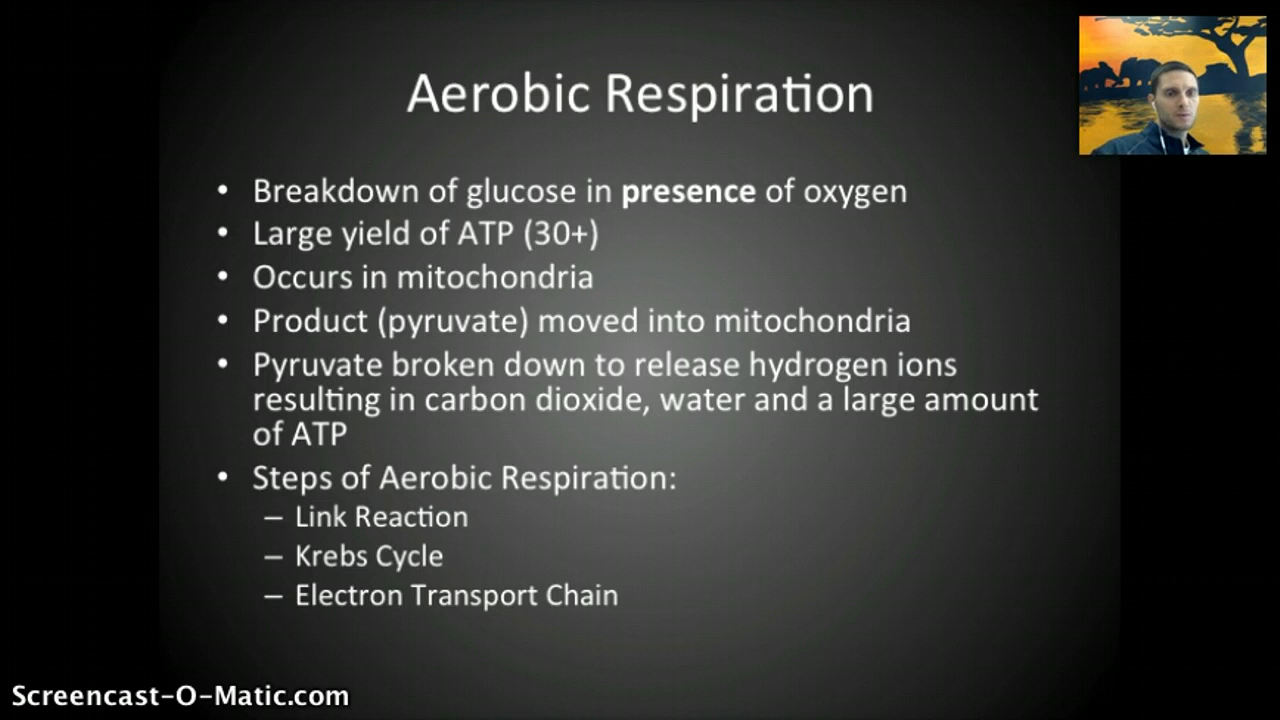 Aerobic Respiration
• Breakdown of glucose in presence of oxygen
• Large yield of ATP (30+)
• Occurs in mitochondria
• Product (pyruvate) moved into mitochondria
• Pyruvate broken down to release hydrogen ions
resulting in carbon dioxide, water and a large amount
of ATP
• Steps of Aerobic Respiration:
– Link Reaction
– Krebs Cycle
– Electron Transport Chain
Screencast-O-Matic.com